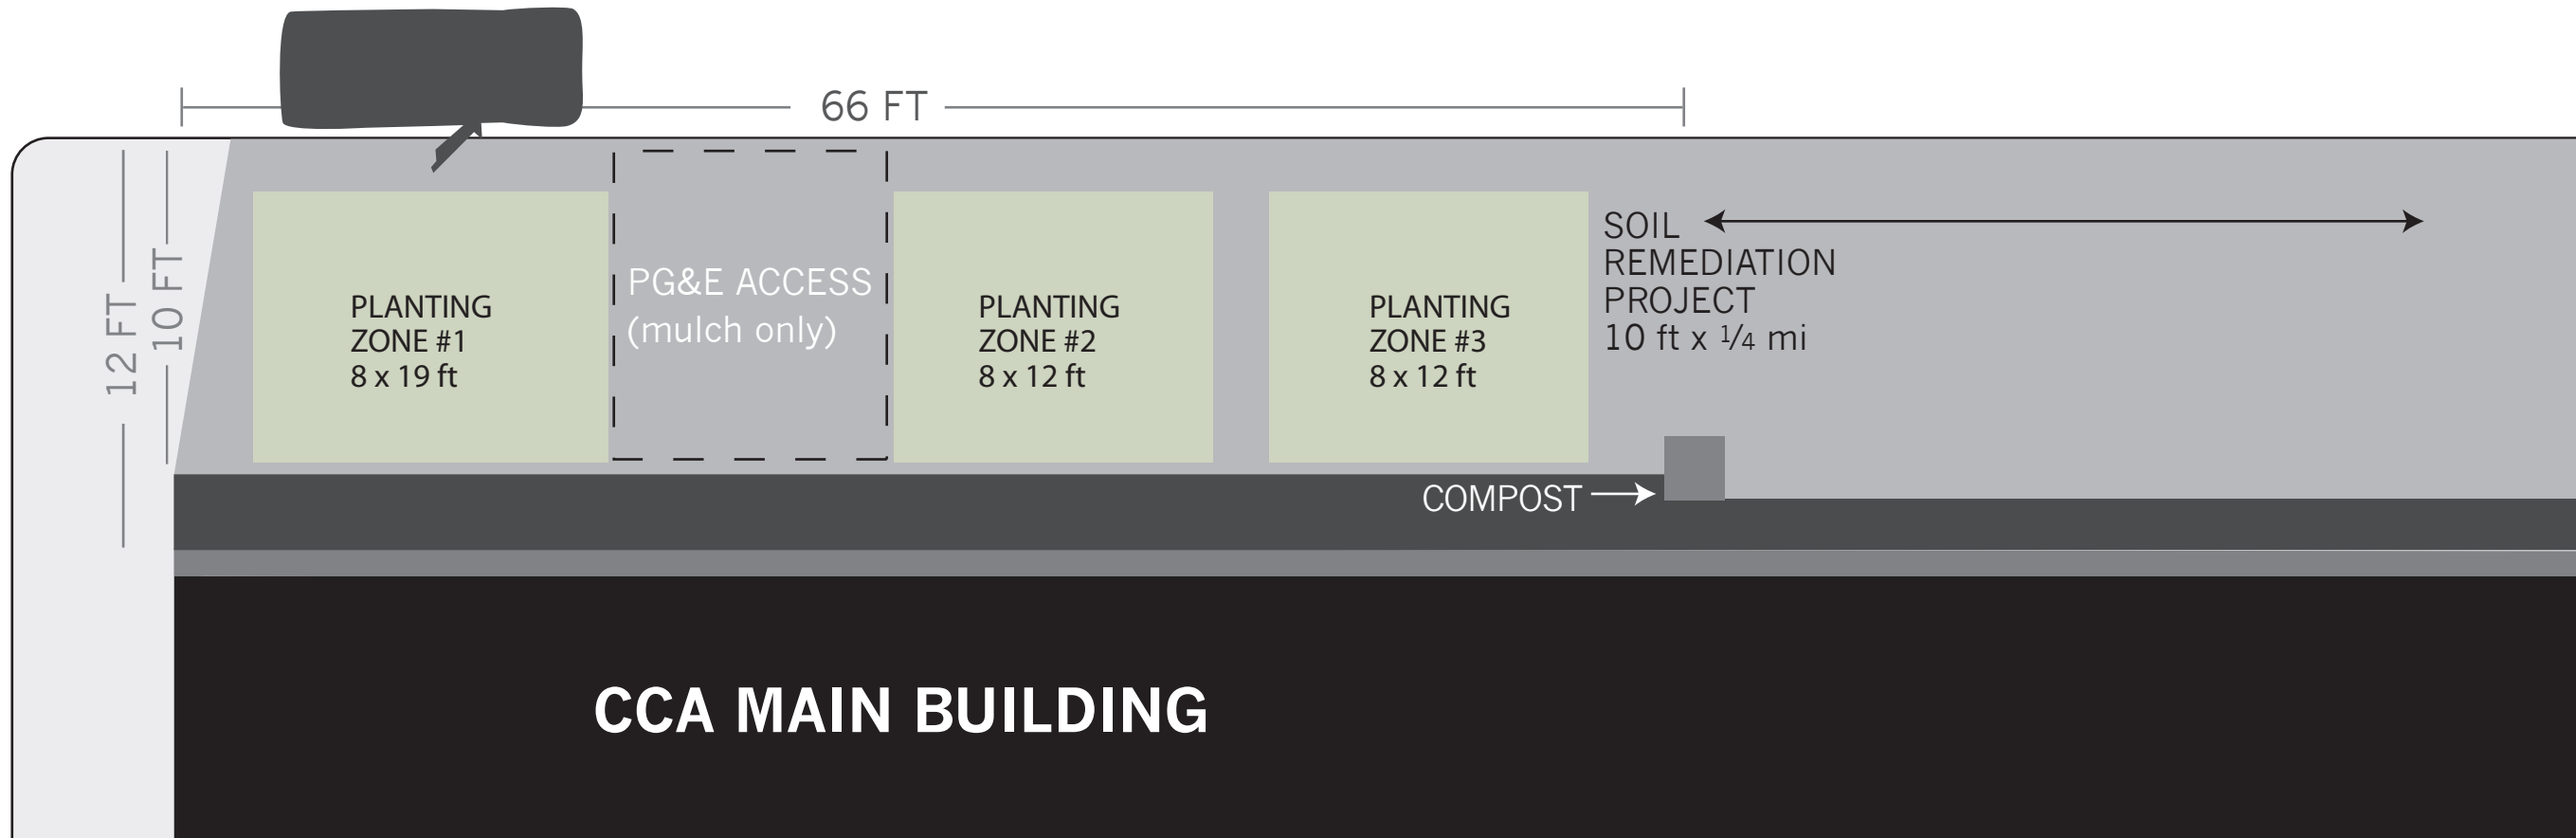 66 FT
12 FT
10 FT
PLANTING
ZONE #1
8 x 19 ft
PG&E ACCESS
(mulch only)
PLANTING
ZONE #2
8 x 12 ft
PLANTING
ZONE #3
8 x 12 ft
SOIL
REMEDIATION
PROJECT
10 ft x 1⁄4 mi
COMPOST
CCA MAIN BUILDING